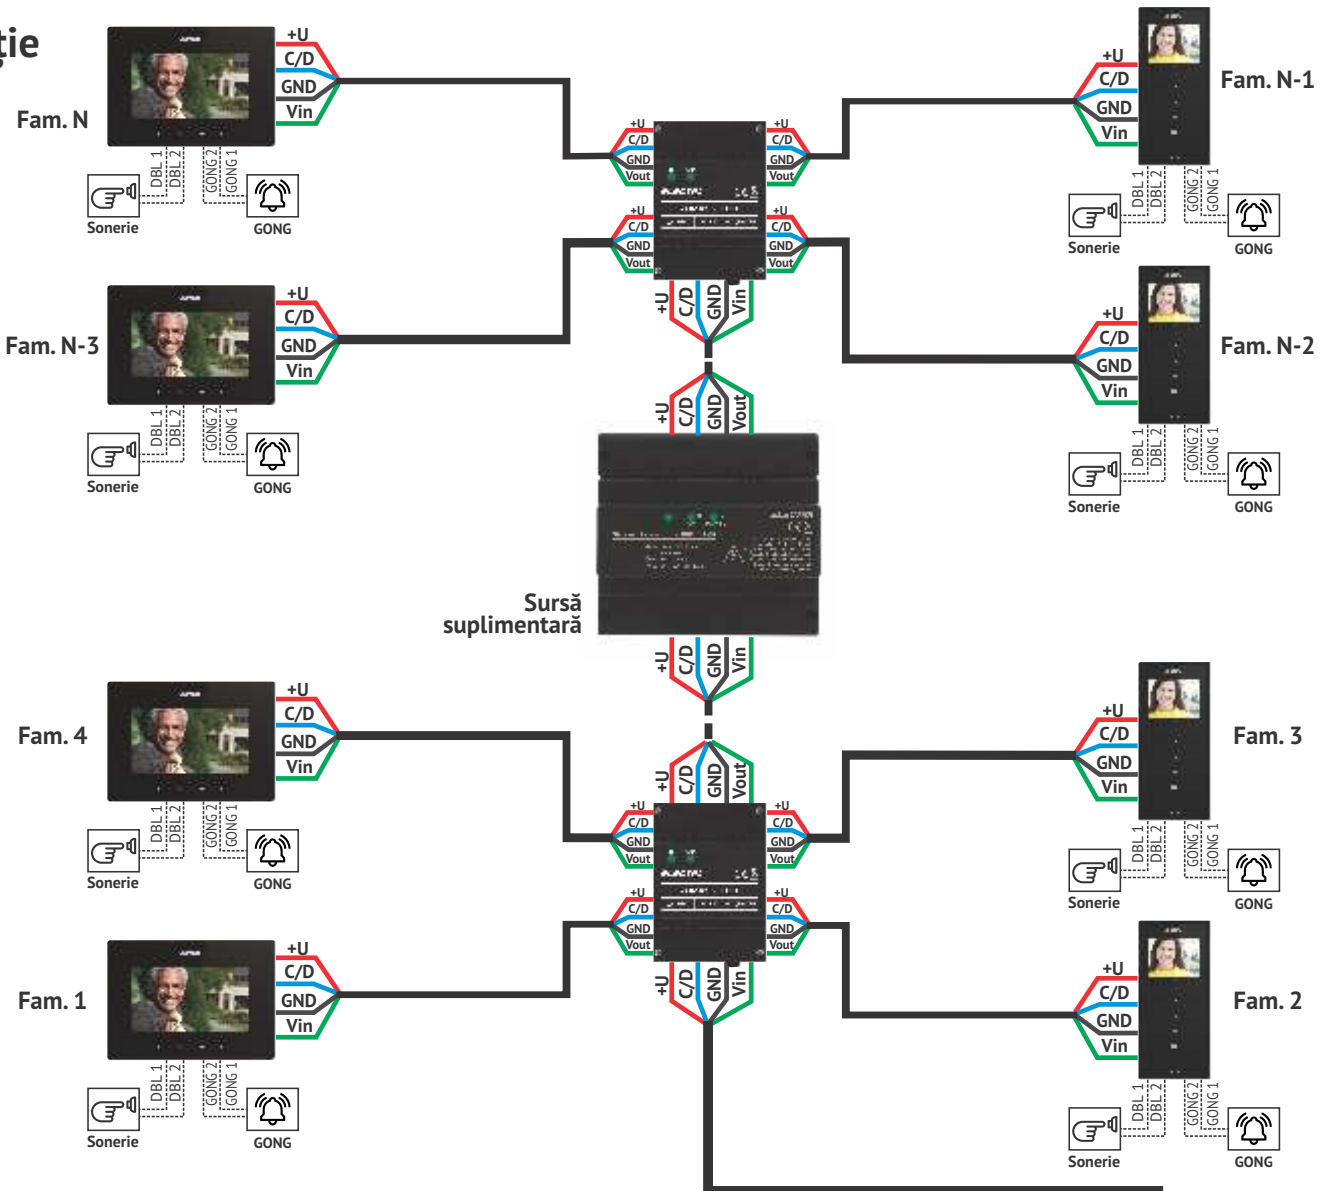 ție
Fam. N
+U
C/D
GND
Vin
DBL 1
DBL 2
GONG 2
GONG 1
Sonerie
GONG
+U
C/D
GND
Vout
+U
C/D
GND
Vout
+U
C/D
GND
Vin
Fam. N-1
DBL 1
DBL 2
GONG 2
GONG 1
Sonerie
GONG
+U
C/D
GND
Vout
+U
C/D
GND
Vout
+U
C/D
GND
Vin
Fam. N-3
+U
C/D
GND
Vin
DBL 1
DBL 2
GONG 2
GONG 1
Sonerie
GONG
+U
C/D
GND
Vin
Fam. N-2
DBL 1
DBL 2
GONG 2
GONG 1
Sonerie
GONG
+U
C/D
GND
Vout
Sursă
suplimentară
+U
C/D
GND
Vin
Fam. 4
+U
C/D
GND
Vin
DBL 1
DBL 2
GONG 2
GONG 1
Sonerie
GONG
+U
C/D
GND
Vout
+U
C/D
GND
Vout
+U
C/D
GND
Vout
+U
C/D
GND
Vin
Fam. 3
DBL 1
DBL 2
GONG 2
GONG 1
Sonerie
GONG
+U
C/D
GND
Vout
+U
C/D
GND
Vout
+U
C/D
GND
Vin
Fam. 1
+U
C/D
GND
Vin
DBL 1
DBL 2
GONG 2
GONG 1
Sonerie
GONG
+U
C/D
GND
Vin
Fam. 2
DBL 1
DBL 2
GONG 2
GONG 1
Sonerie
GONG